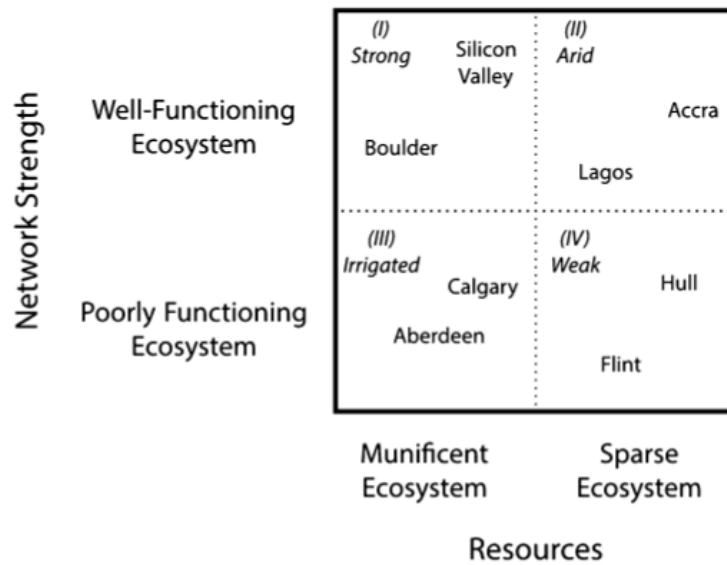 (I)
Strong
Silicon
Valley
(II)
Arid
Well-Functioning
Ecosystem
Boulder
Accra
Lagos
Network Strength
(III)
Irrigated
Calgary
(IV)
Weak
Hull
Poorly Functioning
Ecosystem
Aberdeen
Flint
Munificent
Ecosystem
Sparse
Ecosystem
Resources